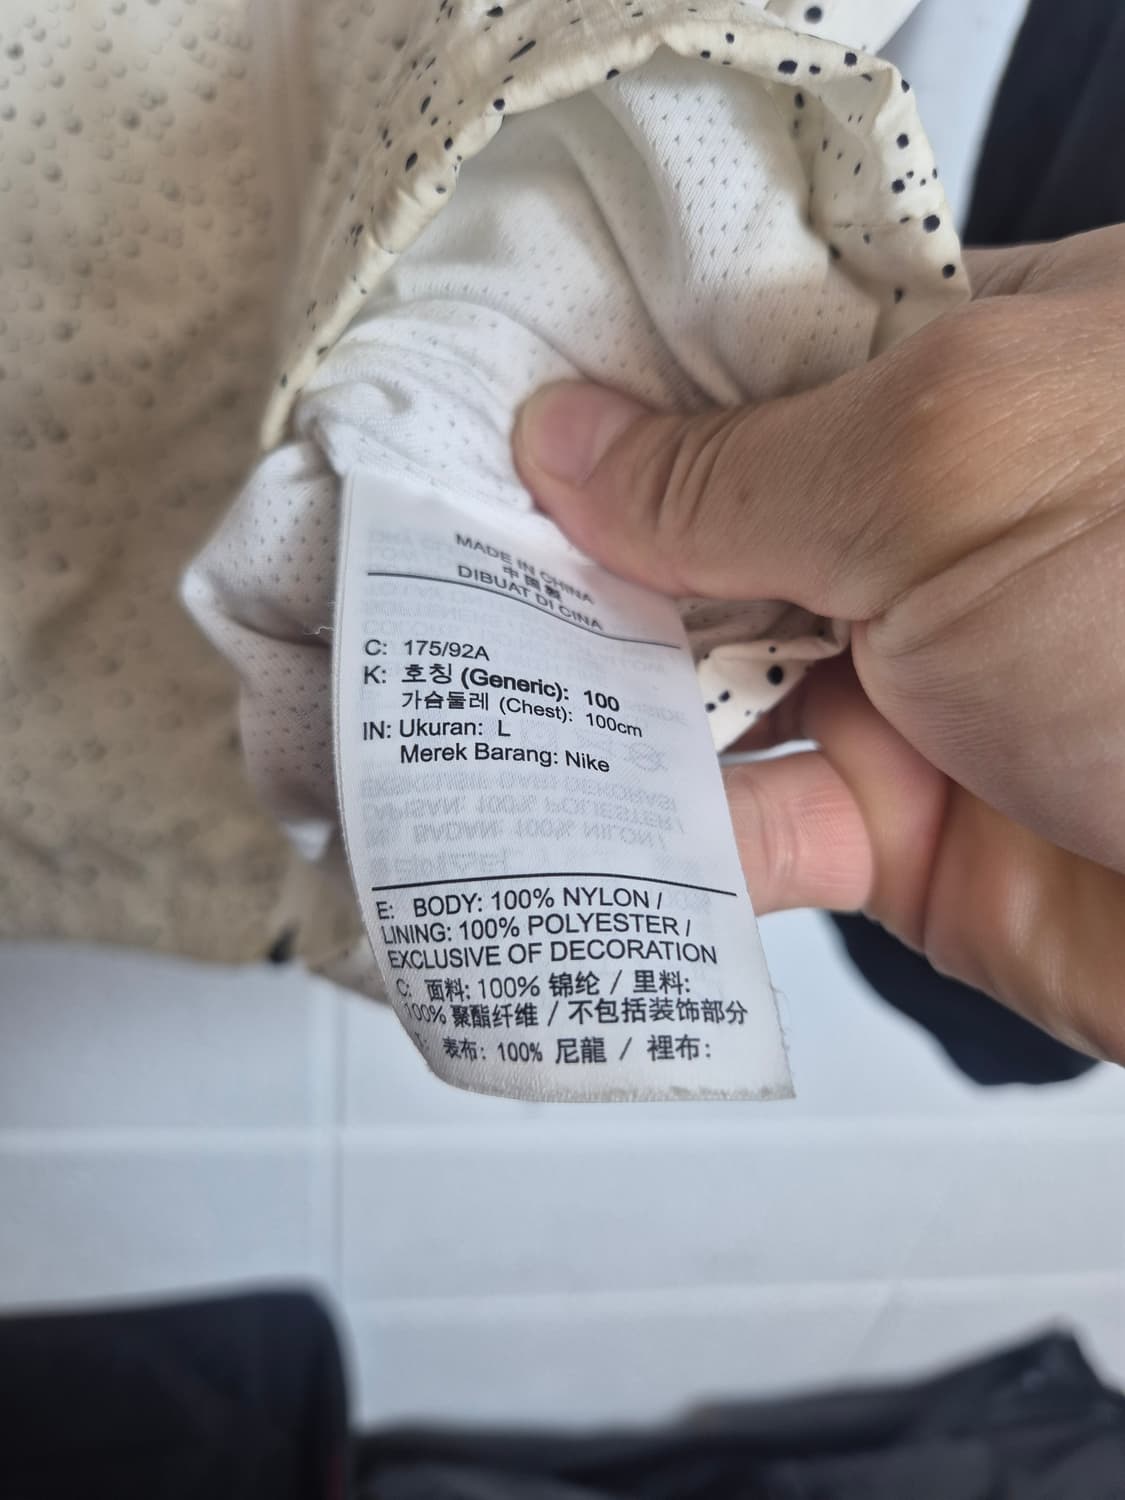 MADE IN CHINA
中国製
DIBUAT DI CINA
C: 175/92A
K: 호칭 (Generic): 100
가슴둘레 (Chest): 100cm
IN: Ukuran: L
Merek Barang: Nike
E: BODY: 100% NYLON /
LINING: 100% POLYESTER /
EXCLUSIVE OF DECORATION
C: 面料: 100% 锦纶 / 里料:
100% 聚酯纤维 / 不包括装饰部分
表布: 100% 尼龍 / 裡布: